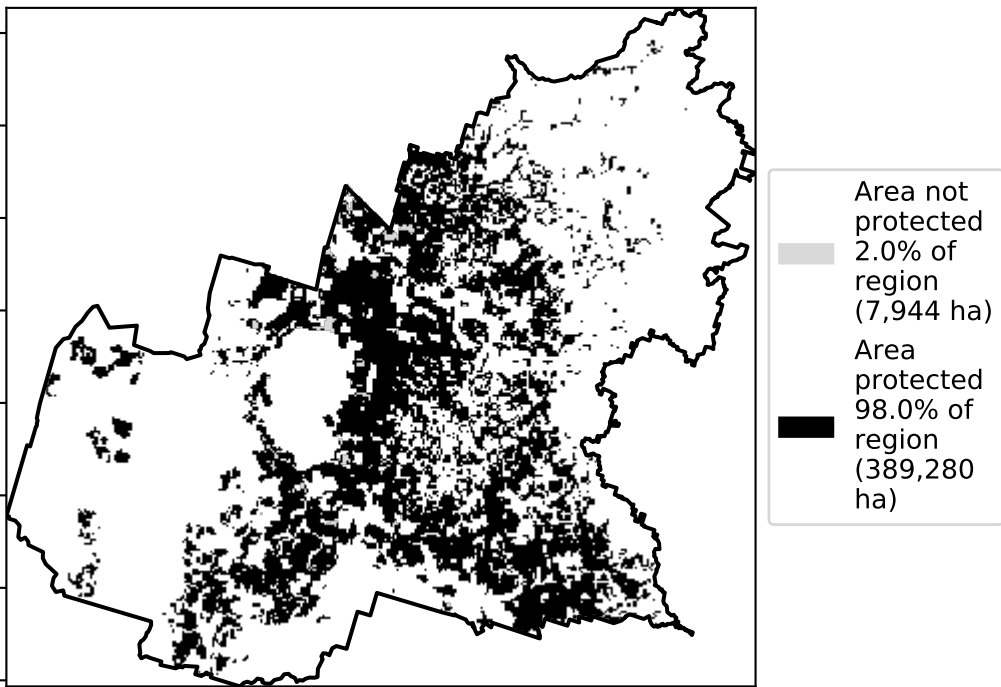 Area not
protected
2.0% of
region
(7,944 ha)
Area
protected
98.0% of
region
(389,280
ha)